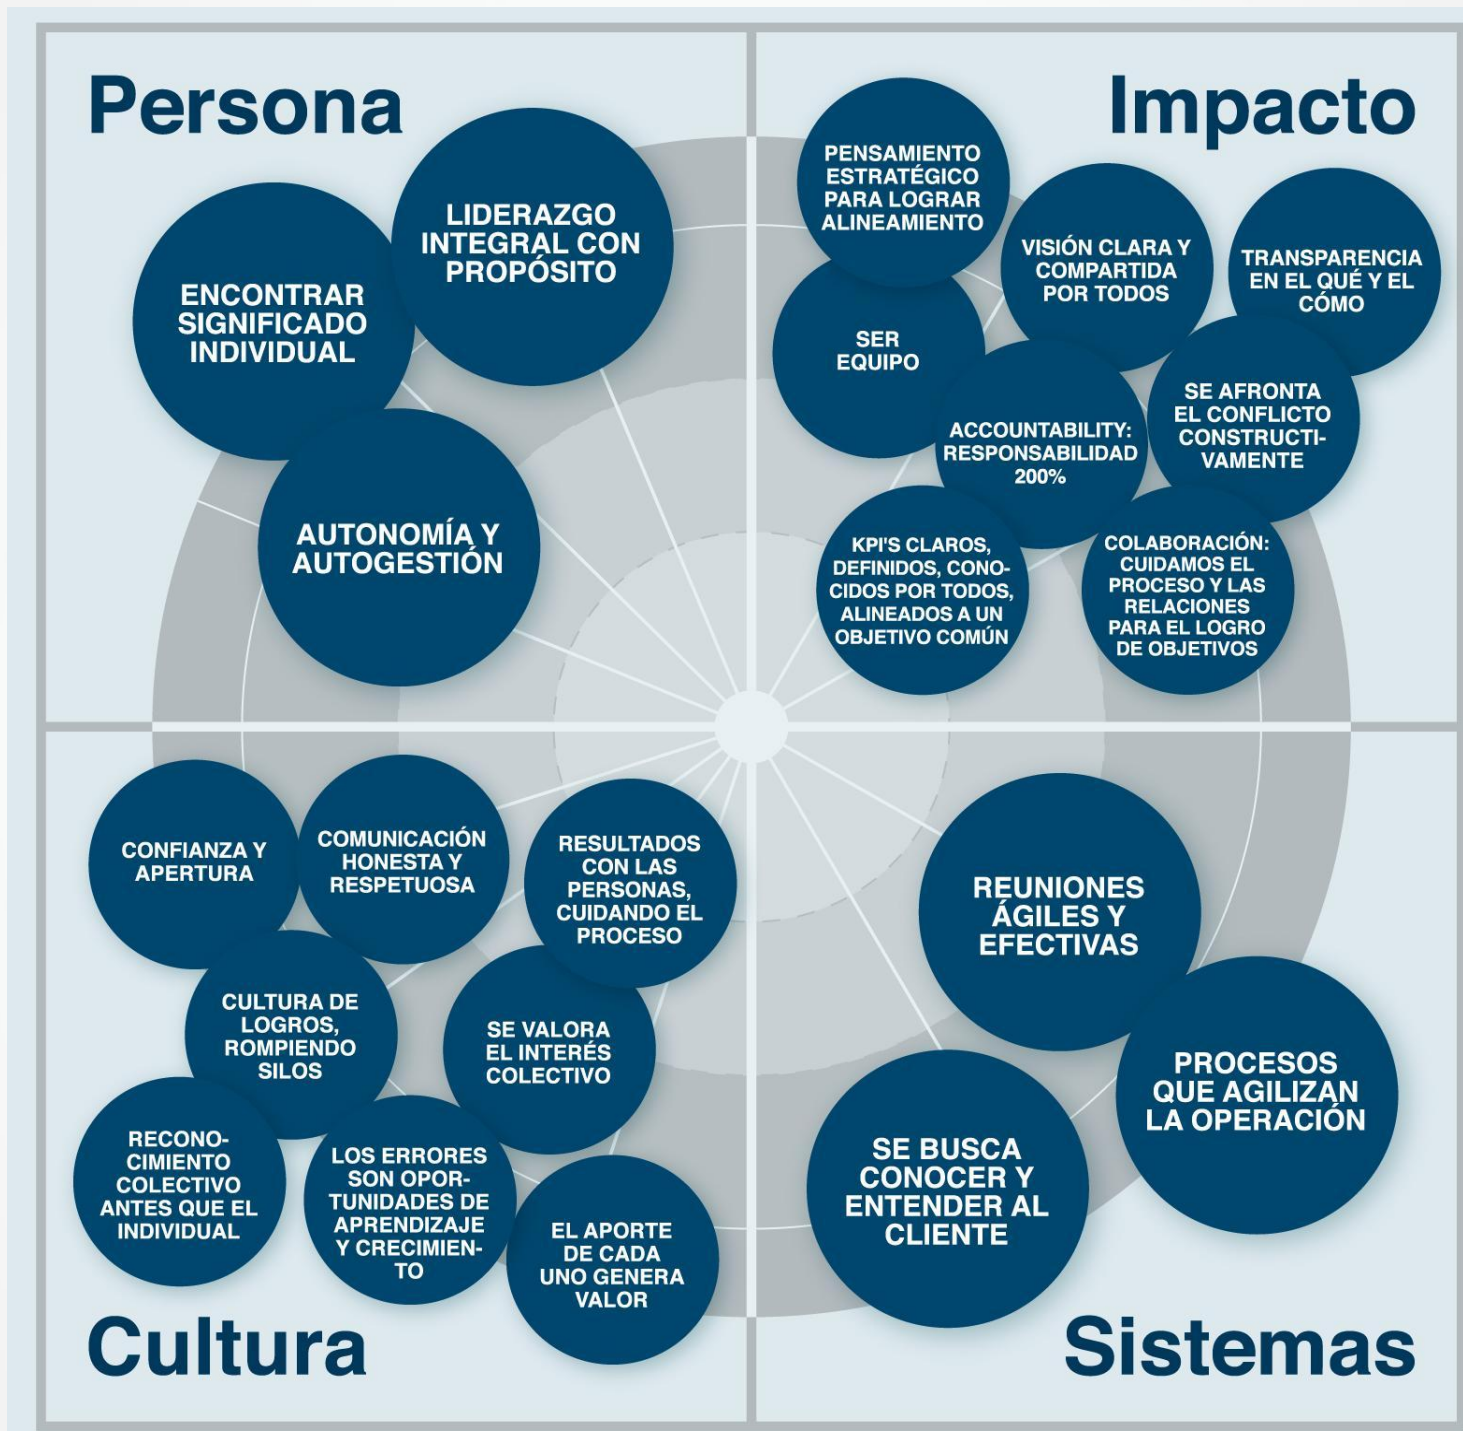 Persona
LIDERAZGO
INTEGRAL CON
PROPÓSITO
ENCONTRAR
SIGNIFICADO
INDIVIDUAL
AUTONOMÍA Y
AUTOGESTIÓN
Impacto
PENSAMIENTO
ESTRATÉGICO
PARA LOGRAR
ALINEAMIENTO
VISIÓN CLARA Y
COMPARTIDA
POR TODOS
TRANSPARENCIA
EN EL QUÉ Y EL
CÓMO
SER
EQUIPO
ACCOUNTABILITY:
RESPONSABILIDAD
200%
SE AFRONTA
EL CONFLICTO
CONSTRUCTI-
VAMENTE
KPI'S CLAROS,
DEFINIDOS, CONO-
CIDOS POR TODOS,
ALINEADOS A UN
OBJETIVO COMÚN
COLABORACIÓN:
CUIDAMOS EL
PROCESO Y LAS
RELACIONES
PARA EL LOGRO
DE OBJETIVOS
CONFIANZA Y
APERTURA
COMUNICACIÓN
HONESTA Y
RESPETUOSA
RESULTADOS
CON LAS
PERSONAS,
CUIDANDO EL
PROCESO
CULTURA DE
LOGROS,
ROMPIENDO
SILOS
SE VALORA
EL INTERÉS
COLECTIVO
RECONO-
CIMIENTO
COLECTIVO
ANTES QUE EL
INDIVIDUAL
LOS ERRORES
SON OPOR-
TUNIDADES DE
APRENDIZAJE
Y CRECIMIEN-
TO
EL APORTE
DE CADA
UNO GENERA
VALOR
Cultura
REUNIONES
ÁGILES Y
EFECTIVAS
PROCESOS
QUE AGILIZAN
LA OPERACIÓN
SE BUSCA
CONOCER Y
ENTENDER AL
CLIENTE
Sistemas